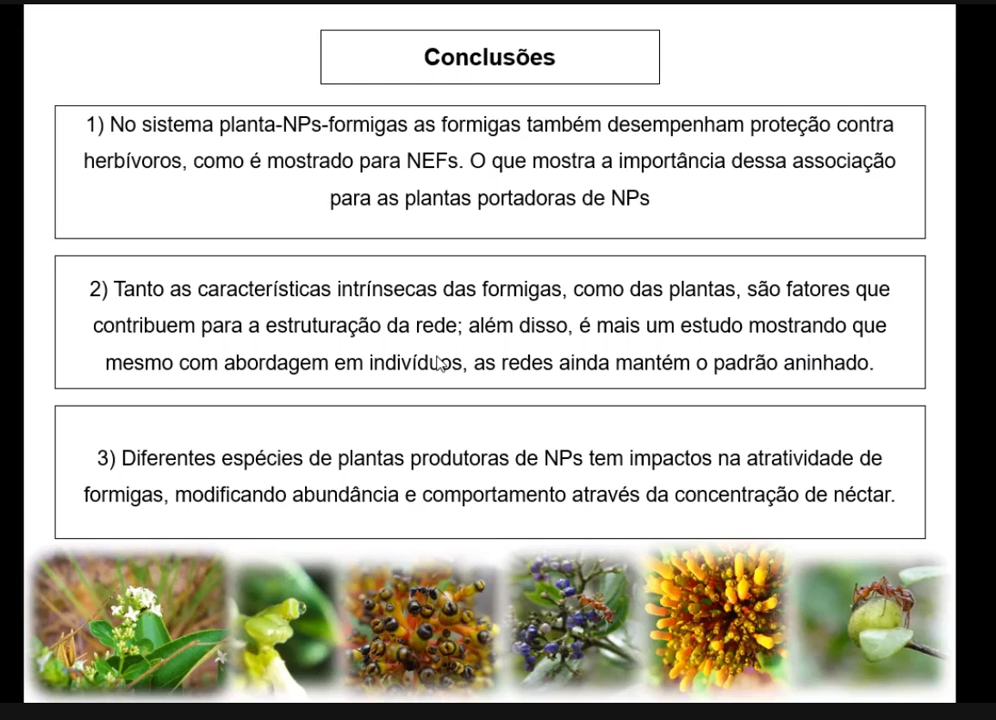 Conclusões
1) No sistema planta-NPs-formigas as formigas também desempenham proteção contra
herbívoros, como é mostrado para NEFs. O que mostra a importância dessa associação
para as plantas portadoras de NPs
2) Tanto as características intrínsecas das formigas, como das plantas, são fatores que
contribuem para a estruturação da rede; além disso, é mais um estudo mostrando que
mesmo com abordagem em indivíduos, as redes ainda mantém o padrão aninhado.
3) Diferentes espécies de plantas produtoras de NPs tem impactos na atratividade de
formigas, modificando abundância e comportamento através da concentração de néctar.